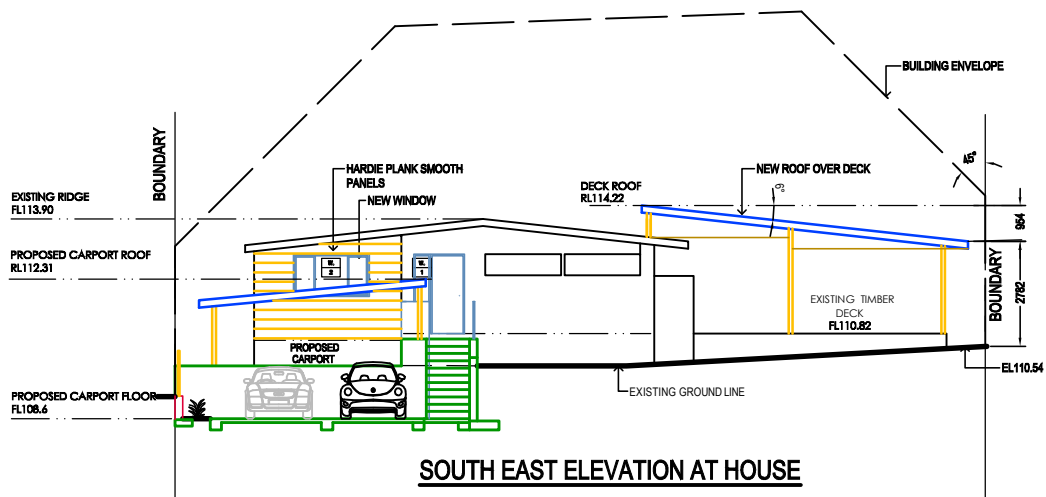 BUILDING ENVELOPE
BOUNDARY
45°
HARDIE PLANK SMOOTH
PANELS
NEW ROOF OVER DECK
EXISTING RIDGE
FL113.90
NEW WINDOW
DECK ROOF
RL114.22
9°
954
PROPOSED CARPORT ROOF
RL112.31
W.
2
W.
1
BOUNDARY
2782
EXISTING TIMBER
DECK
FL110.82
PROPOSED
CARPORT
EL110.54
EXISTING GROUND LINE
PROPOSED CARPORT FLOOR
FL108.6
SOUTH EAST ELEVATION AT HOUSE